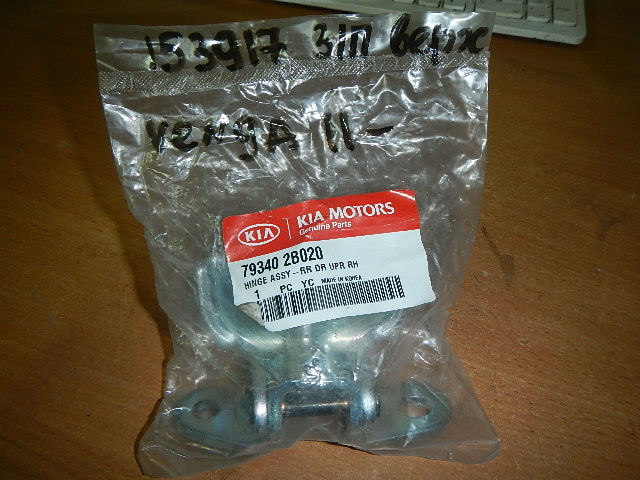 153917 ЗПП верх
Venga 11-
KIA KIA MOTORS
Genuine Parts
79340 2B020
HINGE ASSY-RR DR UPR RH
1 PC YC MADE IN KOREA